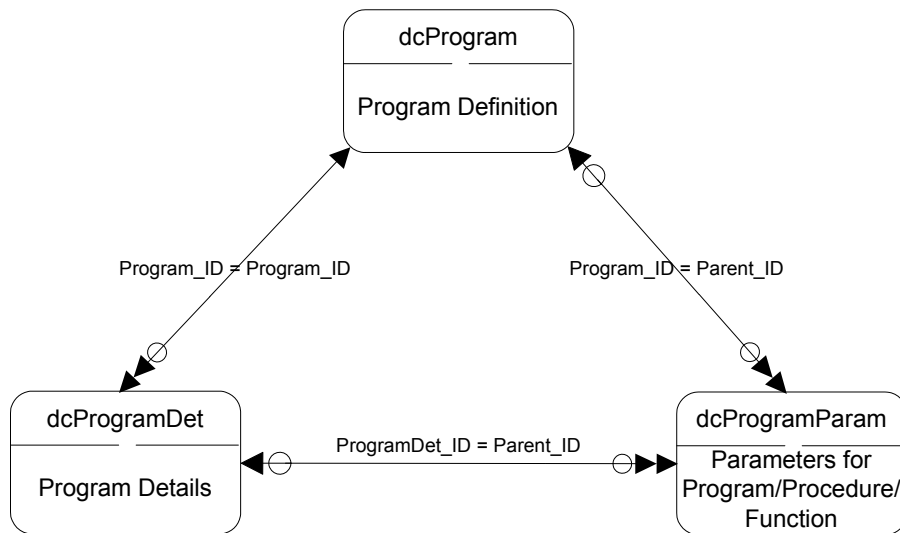 dcProgram
Program Definition
Program_ID = Program_ID
Program_ID = Parent_ID
dcProgramDet
Program Details
ProgramDet_ID = Parent_ID
dcProgramParam
Parameters for
Program/Procedure/
Function